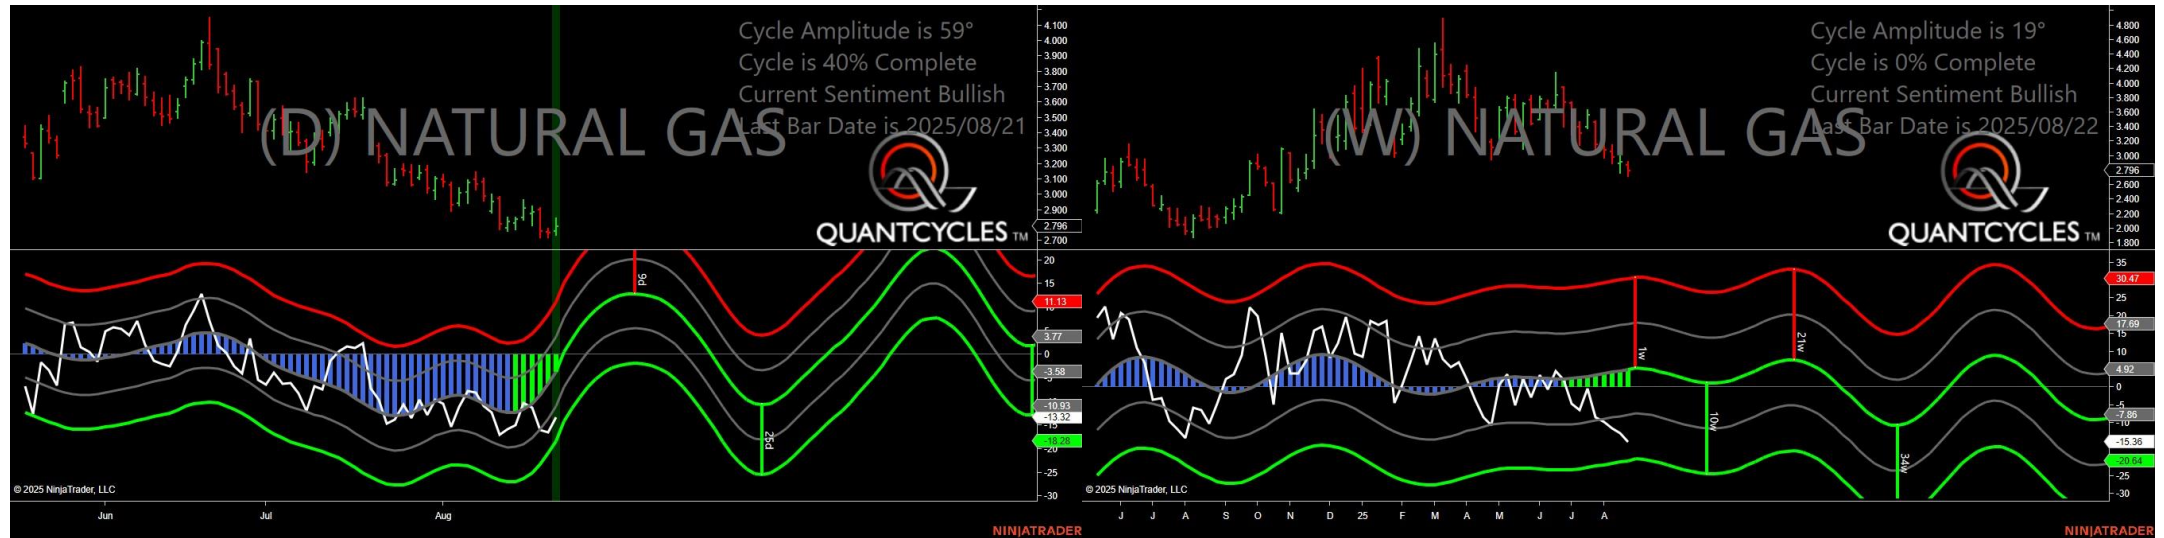 Cycle Amplitude is 59°
Cycle is 40% Complete
Current Sentiment Bullish
Last Bar Date is 2025/08/21
(D) NATURAL GAS
QUANTCYCLES TM
4.100
4.000
3.900
3.800
3.700
3.600
3.500
3.400
3.300
3.200
3.100
3.000
2.900
2.796
2.700
20
15
11.13
3.77
0
-3.58
-10.93
-13.32
-18.28
-20
-25
-30
9d
25d
© 2025 NinjaTrader, LLC
Jun
Jul
Aug
NINJATRADER
Cycle Amplitude is 19°
Cycle is 0% Complete
Current Sentiment Bullish
Last Bar Date is 2025/08/22
(W) NATURAL GAS
QUANTCYCLES TM
4.800
4.600
4.400
4.200
4.000
3.800
3.600
3.400
3.200
3.000
2.796
2.600
2.400
2.200
2.000
1.800
35
30.47
25
20
17.69
15
10
4.92
0
-5
-7.86
-10
-15.36
-20.64
-25
-30
1w
21w
10w
34w
© 2025 NinjaTrader, LLC
J
J
A
S
O
N
D
25
F
M
A
M
J
J
A
NINJATRADER